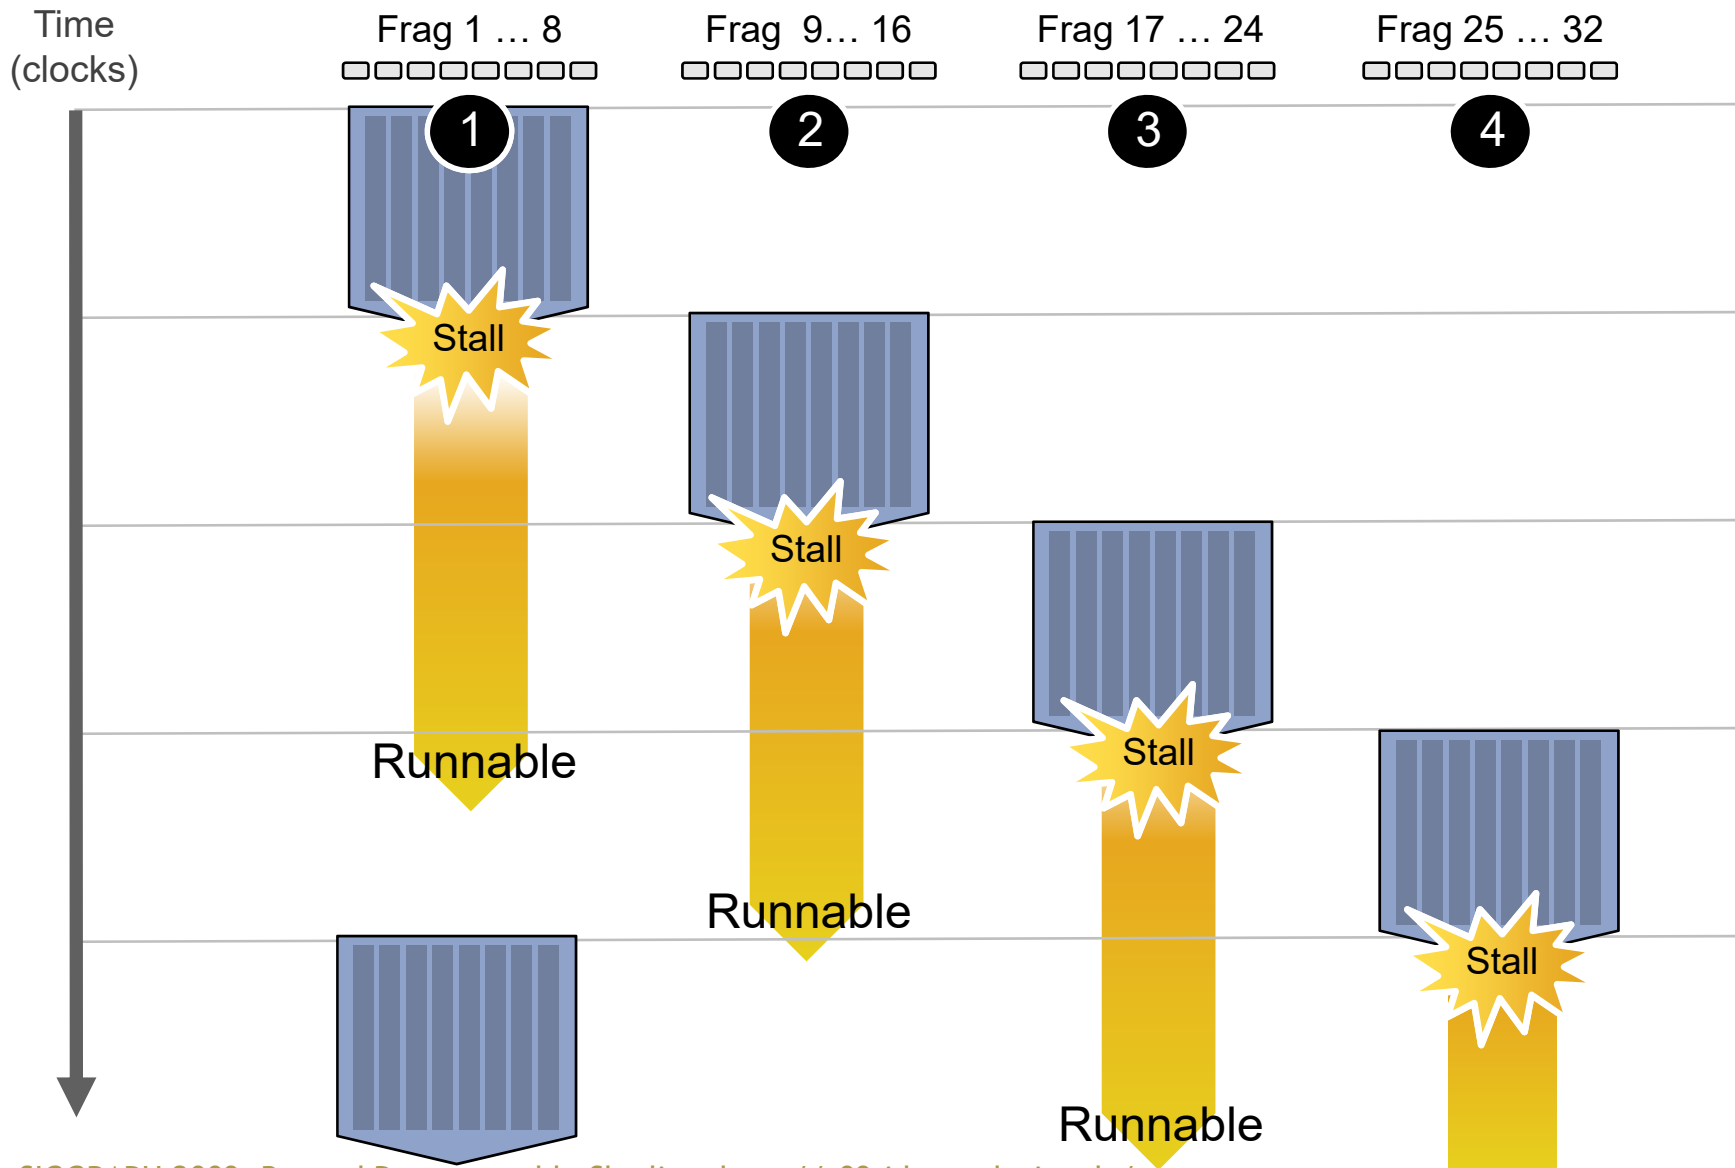 Time
(clocks)
Frag 1 … 8
Frag 9… 16
Frag 17 … 24
Frag 25 … 32
1
2
3
4
Stall
Stall
Stall
Runnable
Runnable
Stall
Runnable